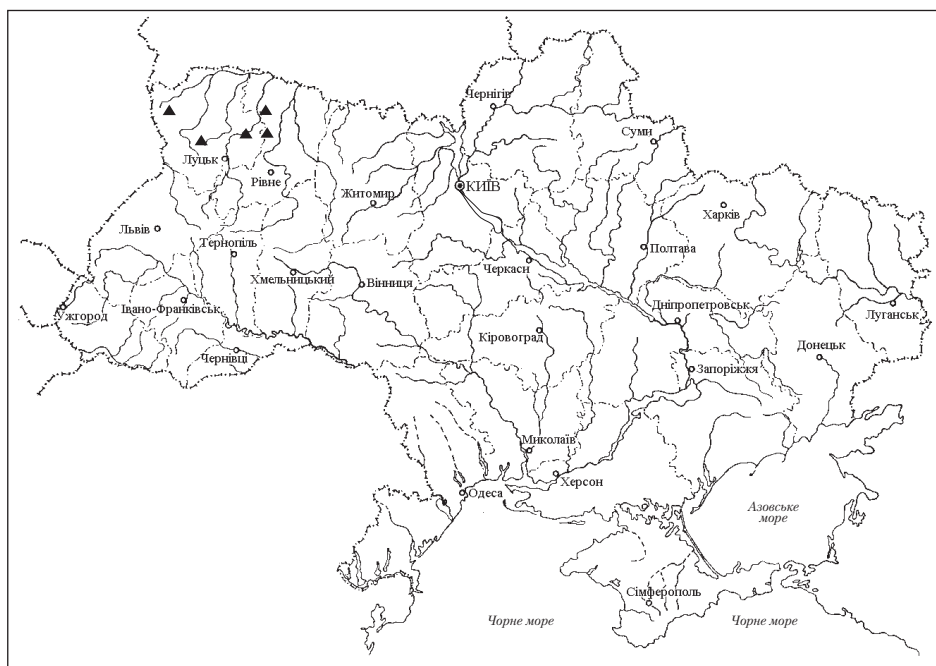 Чернігів
Суми
Луцьк
Рівне
КИЇВ
Житомир
Харків
Львів
Тернопіль
Полтава
Хмельницький
Черкаси
Вінниця
Ужгород
Івано-Франківськ
Дніпропетровськ
Луганськ
Кіровоград
Донецьк
Чернівці
Запоріжжя
Миколаїв
Херсон
Одеса
Азовське
море
Сімферополь
Чорне море
Чорне море